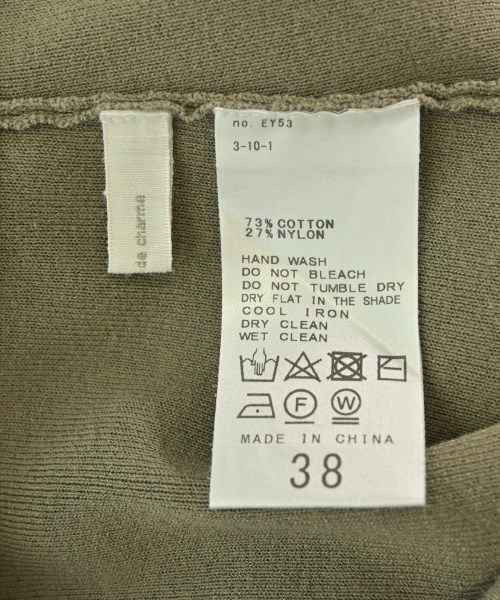 no. EY53
3-10-1
de charme
73% COTTON
27% NYLON
HAND WASH
DO NOT BLEACH
DO NOT TUMBLE DRY
DRY FLAT IN THE SHADE
COOL IRON
DRY CLEAN
WET CLEAN
F
W
MADE IN CHINA
38